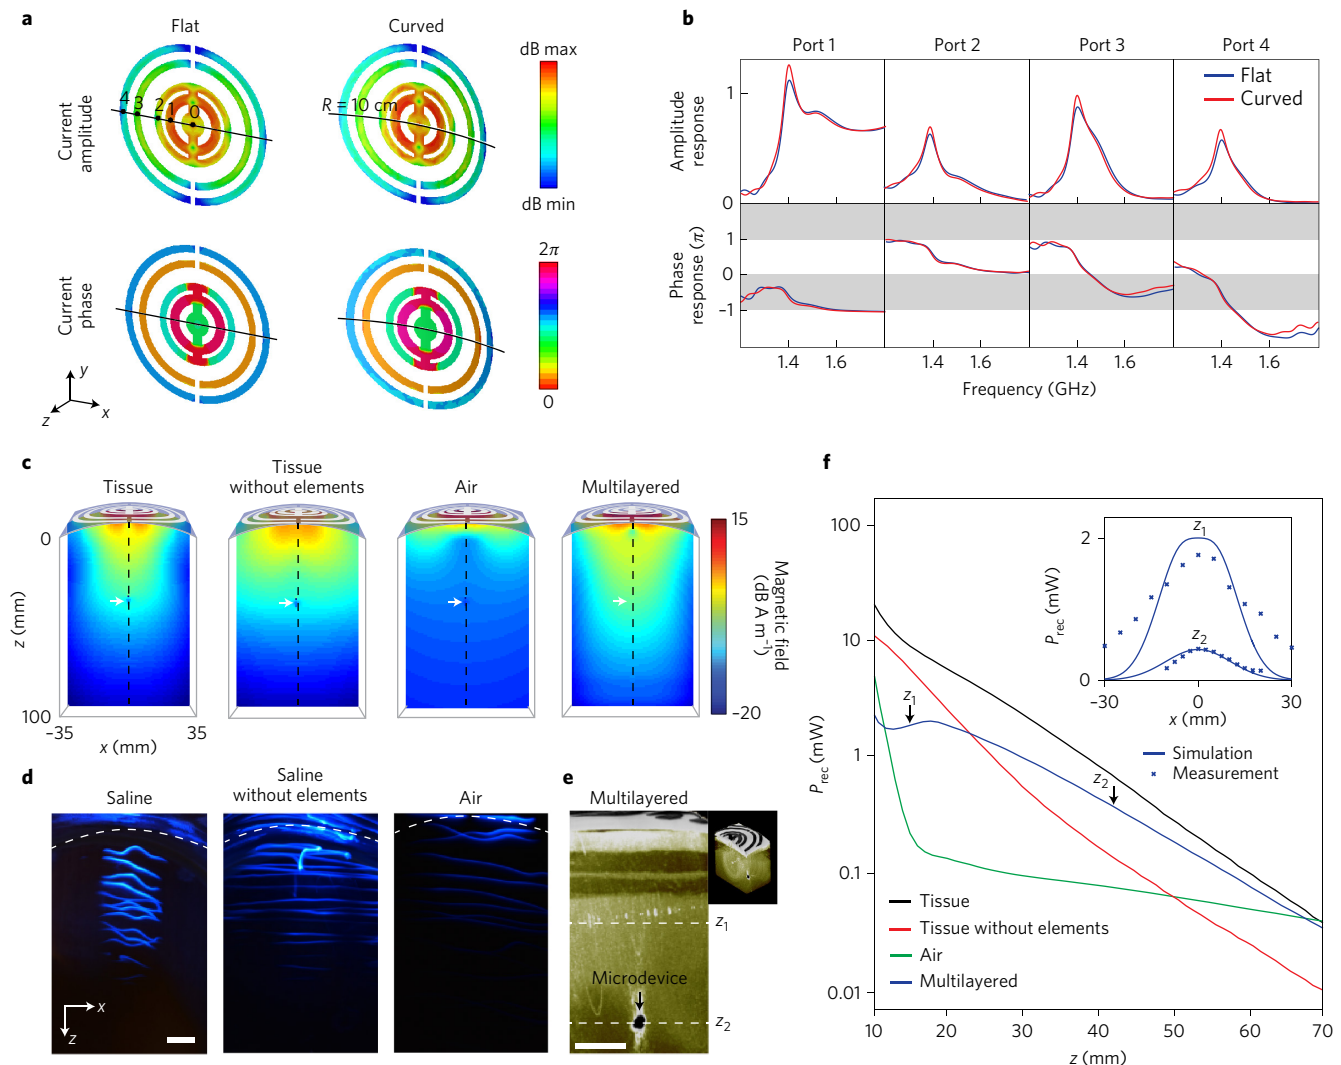 a
Flat
Curved
dB max
dB min
Current
amplitude
4 3 2 1 0
R = 10 cm
2π
0
Current
phase
y
x
z
b
Port 1
Port 2
Port 3
Port 4
Flat
Curved
Amplitude
response
1
0
Phase
response (π)
1
0
−1
1.4 1.6 1.4 1.6 1.4 1.6 1.4 1.6
Frequency (GHz)
c
Tissue
Tissue
without elements
Air
Multilayered
0
z (mm)
100
−35 35
x (mm)
15
−20
Magnetic field
(dB A m⁻¹)
d
Saline
Saline
without elements
Air
x
z
e
Multilayered
z₁
Microdevice
z₂
f
100
10
1
0.1
0.01
Prec (mW)
10 20 30 40 50 60 70
z (mm)
z₁
z₂
Tissue
Tissue without elements
Air
Multilayered
2
0
Prec (mW)
z₁
z₂
−30 0 30
x (mm)
Simulation
Measurement